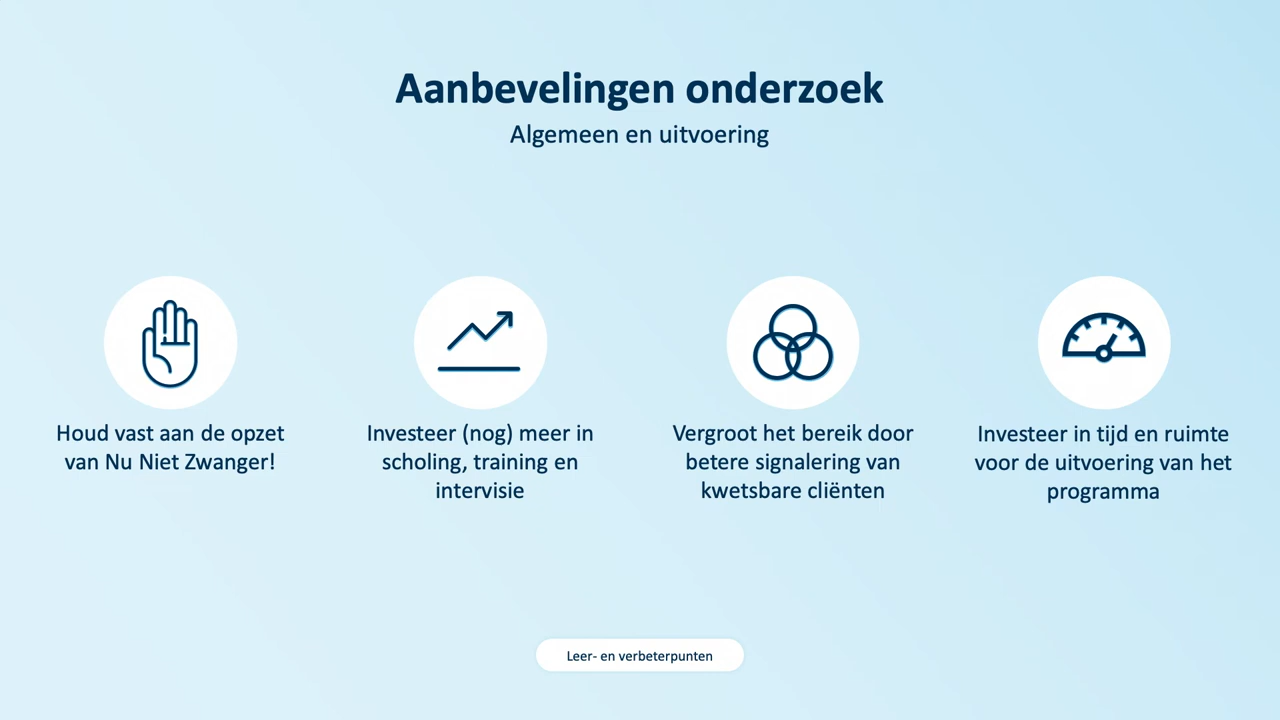 Aanbevelingen onderzoek
Algemeen en uitvoering
Houd vast aan de opzet
van Nu Niet Zwanger!
Investeer (nog) meer in
scholing, training en
intervisie
Vergroot het bereik door
betere signalering van
kwetsbare cliënten
Investeer in tijd en ruimte
voor de uitvoering van het
programma
Leer- en verbeterpunten